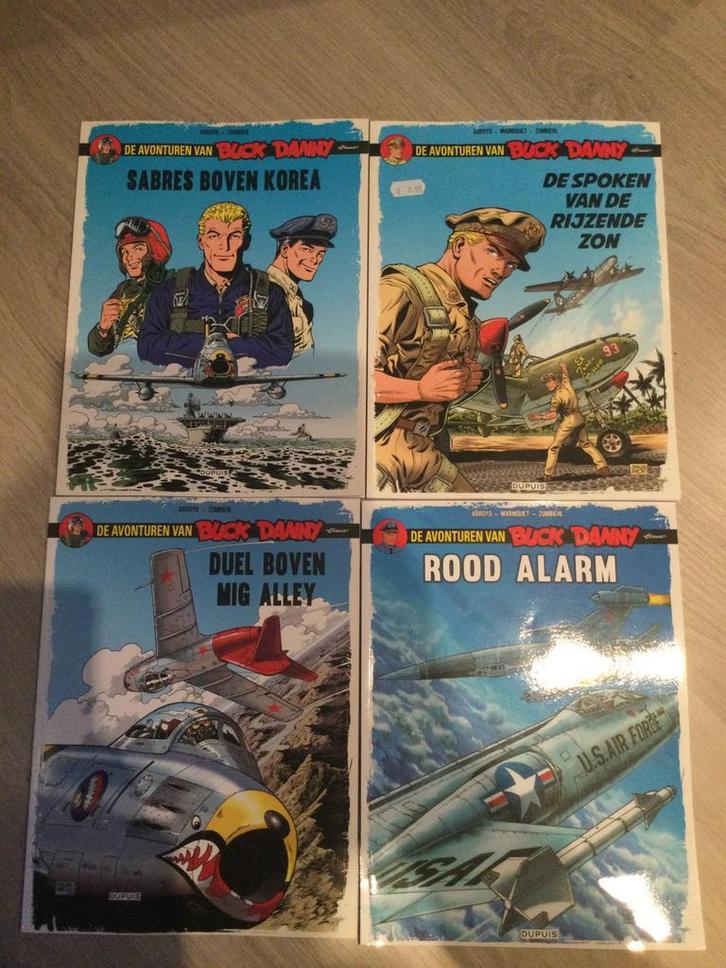 ARROYO - ZUMBIEHL
DE AVONTUREN VAN BUCK DANNY
SABRES BOVEN KOREA
DUPUIS
ARROYO - MARNIQUET - ZUMBIEHL
DE AVONTUREN VAN BUCK DANNY
DE SPOKEN
VAN DE
RIJZENDE
ZON
93
DUPUIS
ARROYO - ZUMBIEHL
DE AVONTUREN VAN BUCK DANNY
DUEL BOVEN
MIG ALLEY
DUPUIS
ARROYO - MARNIQUET - ZUMBIEHL
DE AVONTUREN VAN BUCK DANNY
ROOD ALARM
U.S. AIR FORCE
USAF
DUPUIS